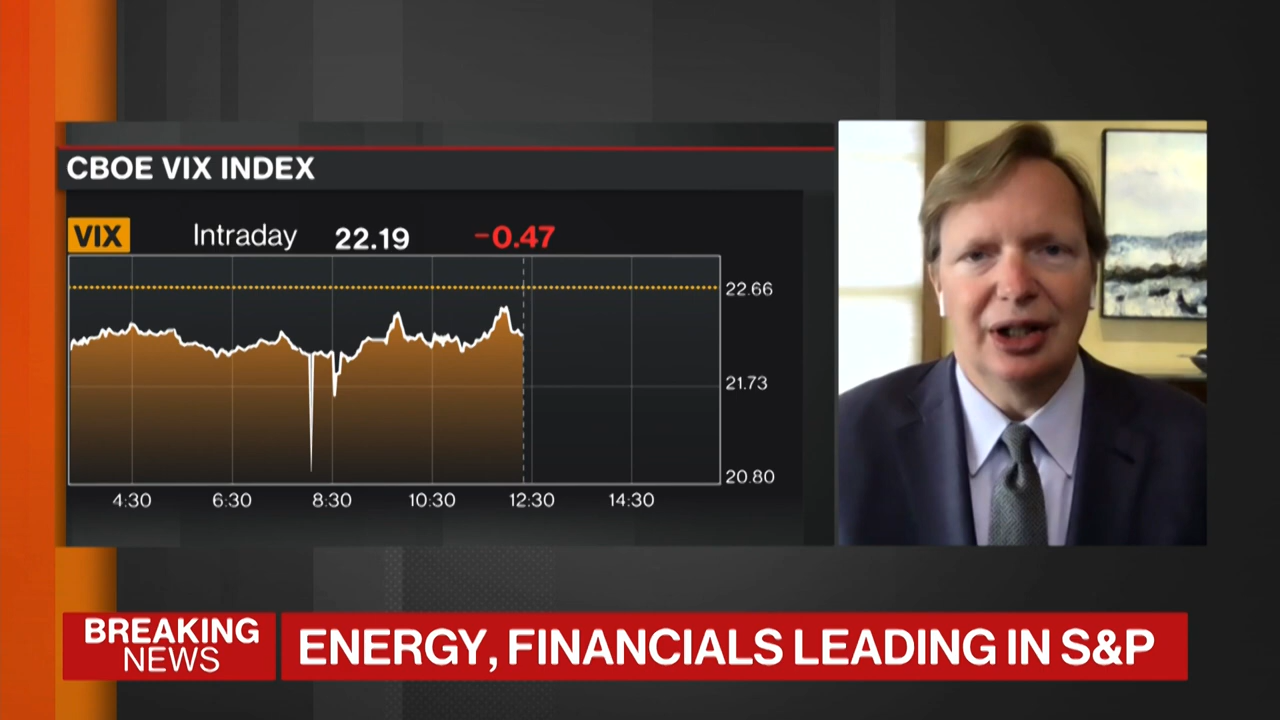 CBOE VIX INDEX
VIX Intraday 22.19 −0.47
22.66
21.73
20.80
4:30 6:30 8:30 10:30 12:30 14:30
BREAKING
NEWS
ENERGY, FINANCIALS LEADING IN S&P